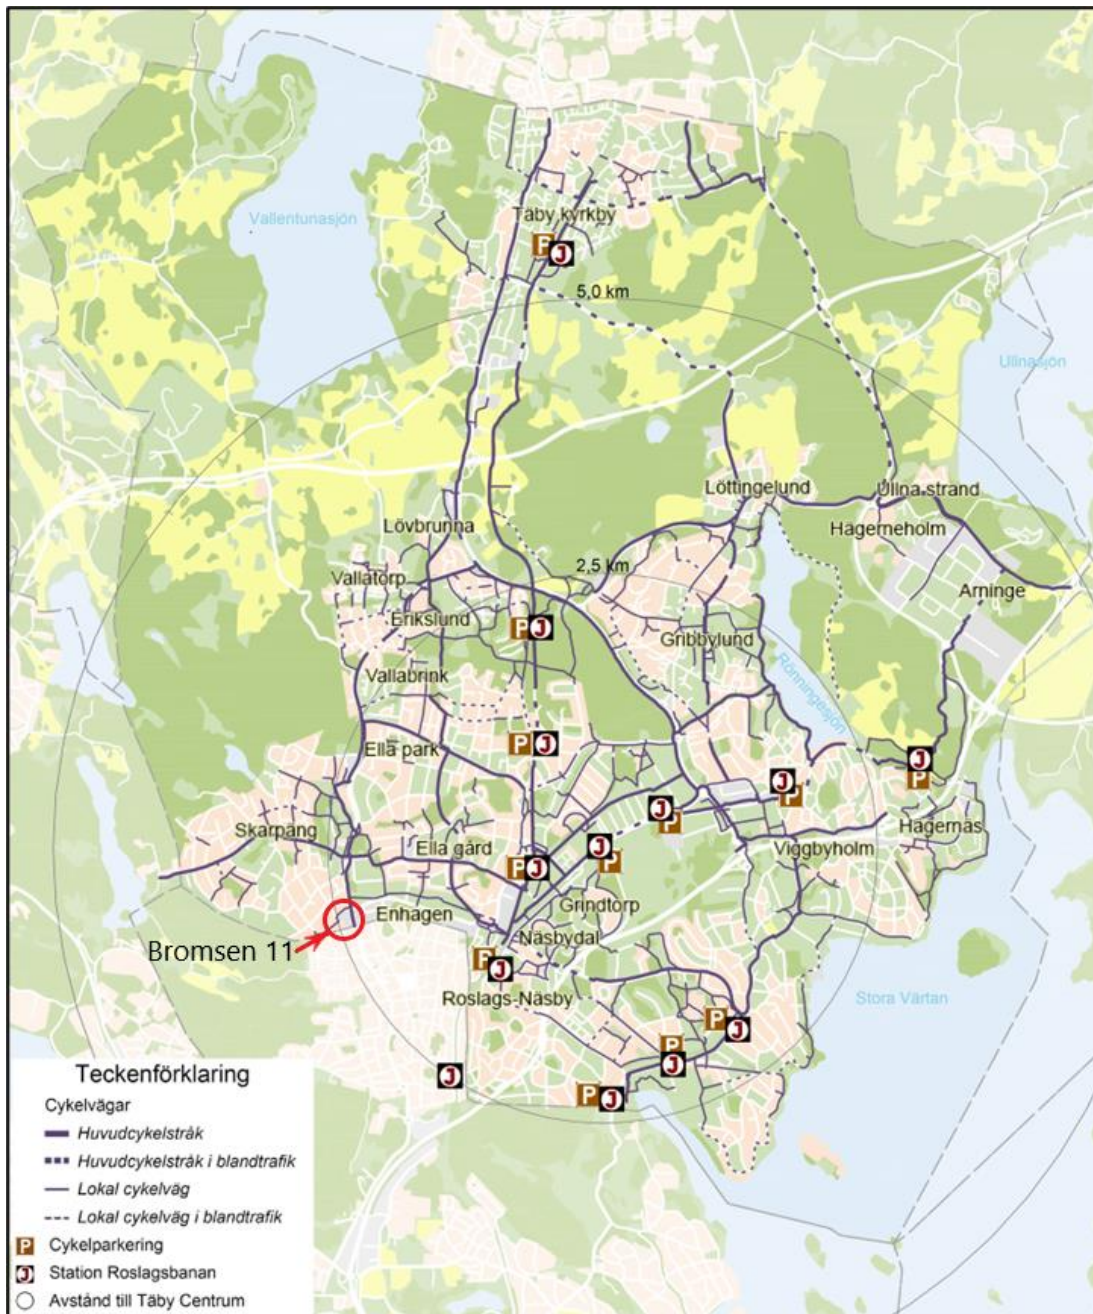 Täby kyrkby
Vallentunasjön
P
J
5,0 km
Ullnasjön
Löttingelund
Ullna strand
Lövbrunna
Hägerneholm
2,5 km
Vallatorp
Arninge
Erikslund
P J
Gribbylund
Vallabrink
Rönningesjön
Ella park
P J
J
P
J
P
J
P
Skarpäng
Ella gård
Hägernäs
Viggbyholm
P J
J
P
Grindtorp
Enhagen
Näsbydal
Bromsen 11
P
J
Roslags-Näsby
Stora Värtan
P
J
P
J
J
P J
Teckenförklaring
Cykelvägar
Huvudcykelstråk
Huvudcykelstråk i blandtrafik
Lokal cykelväg
Lokal cykelväg i blandtrafik
P Cykelparkering
J Station Roslagsbanan
Avstånd till Täby Centrum